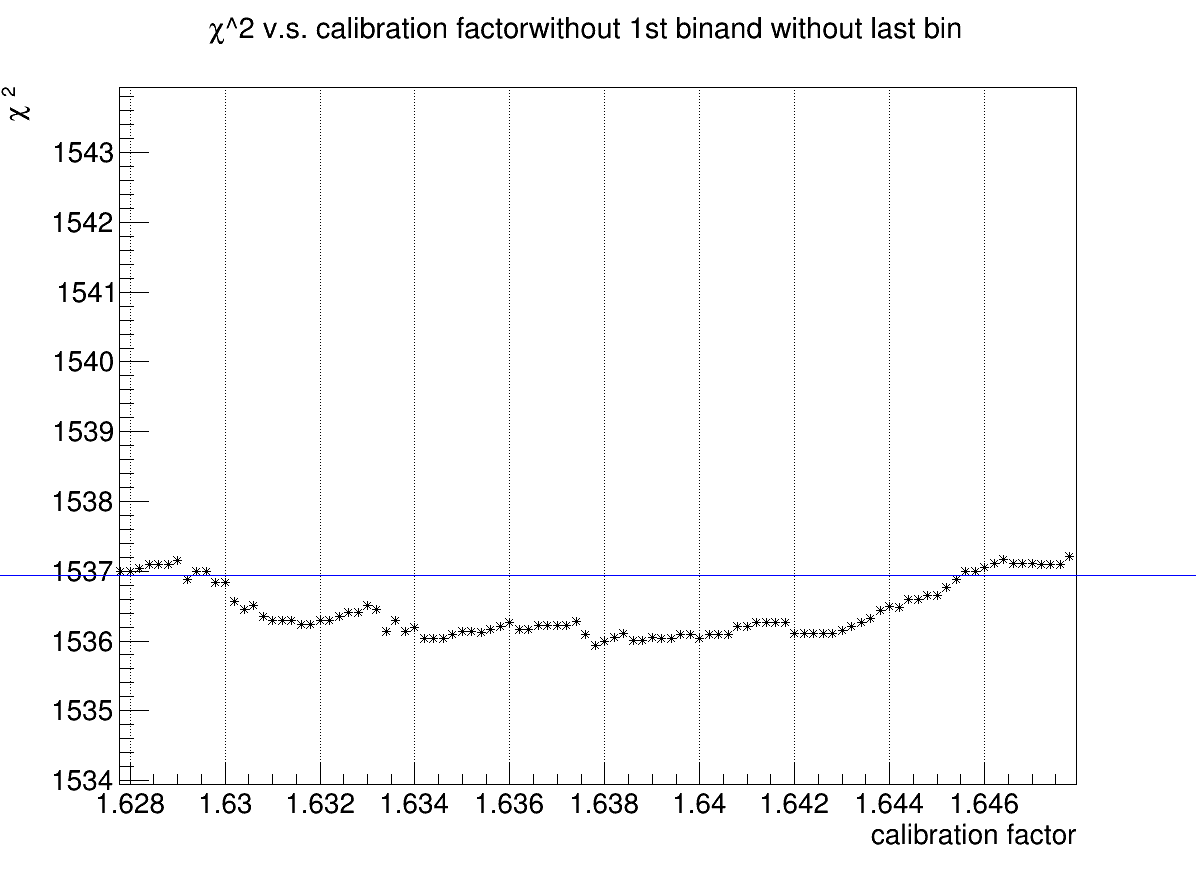 χ^2 v.s. calibration factorwithout 1st binand without last bin
χ 2
1543
1542
1541
1540
1539
1538
1537
1536
1535
1534
1.628 1.63 1.632 1.634 1.636 1.638 1.64 1.642 1.644 1.646
calibration factor